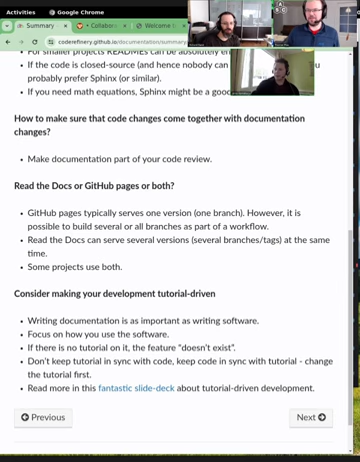 Activities
Google Chrome
Summary
Collabora
Welcome t
coderefinery.github.io/documentation/summary
For smaller projects READMEs can be absolutely en
If the code is closed-source (and hence nobody can
u
probably prefer Sphinx (or similar).
If you need math equations, Sphinx might be a good
How to make sure that code changes come together with documentation
changes?
Make documentation part of your code review.
Read the Docs or GitHub pages or both?
GitHub pages typically serves one version (one branch). However, it is
possible to build several or all branches as part of a workflow.
Read the Docs can serve several versions (several branches/tags) at the same
time.
Some projects use both.
Consider making your development tutorial-driven
Writing documentation is as important as writing software.
Focus on how you use the software.
If there is no tutorial on it, the feature "doesn't exist".
Don't keep tutorial in sync with code, keep code in sync with tutorial - change
the tutorial first.
Read more in this fantastic slide-deck about tutorial-driven development.
Previous
Next